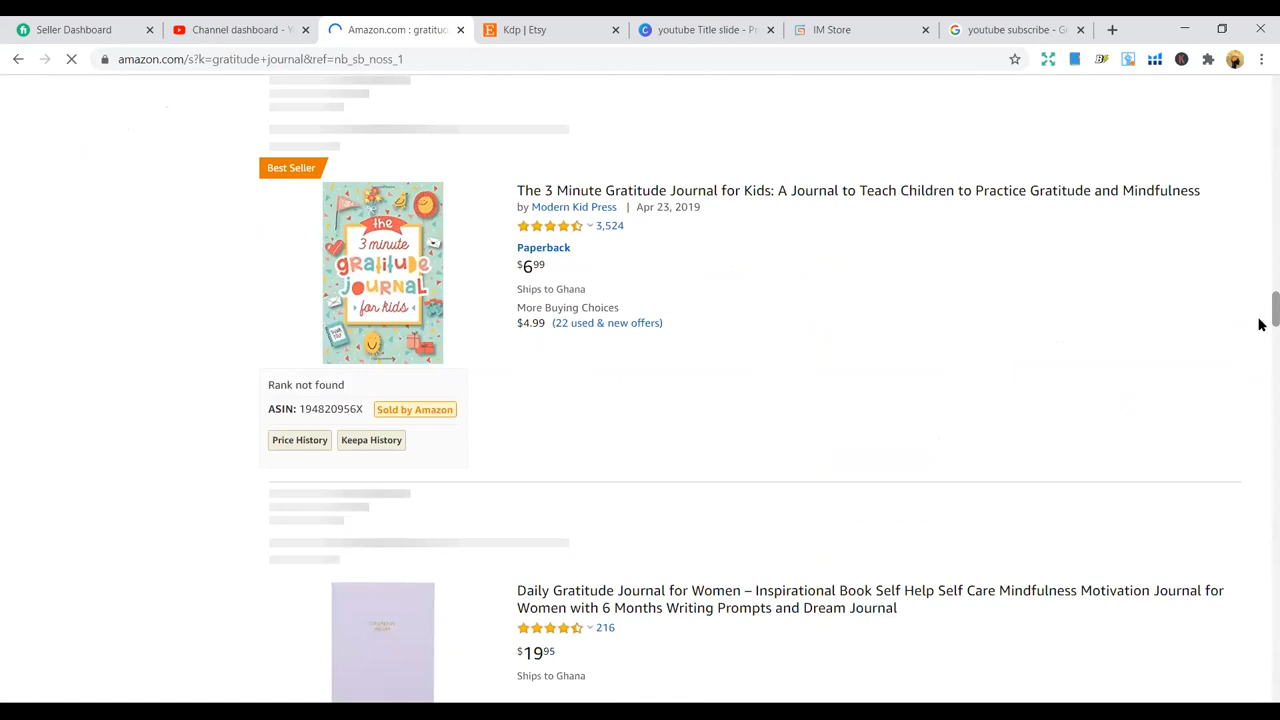 Seller Dashboard
Channel dashboard - Y
Amazon.com : gratitud
Kdp | Etsy
youtube Title slide - Pr
IM Store
youtube subscribe - Go
amazon.com/s?k=gratitude+journal&ref=nb_sb_noss_1
Best Seller
the
3 minute
gratitude
journal
for kids
The 3 Minute Gratitude Journal for Kids: A Journal to Teach Children to Practice Gratitude and Mindfulness
by Modern Kid Press | Apr 23, 2019
3,524
Paperback
$6.99
Ships to Ghana
More Buying Choices
$4.99 (22 used & new offers)
Rank not found
ASIN: 194820956X Sold by Amazon
Price History Keepa History
Daily Gratitude Journal for Women – Inspirational Book Self Help Self Care Mindfulness Motivation Journal for
Women with 6 Months Writing Prompts and Dream Journal
216
$19.95
Ships to Ghana